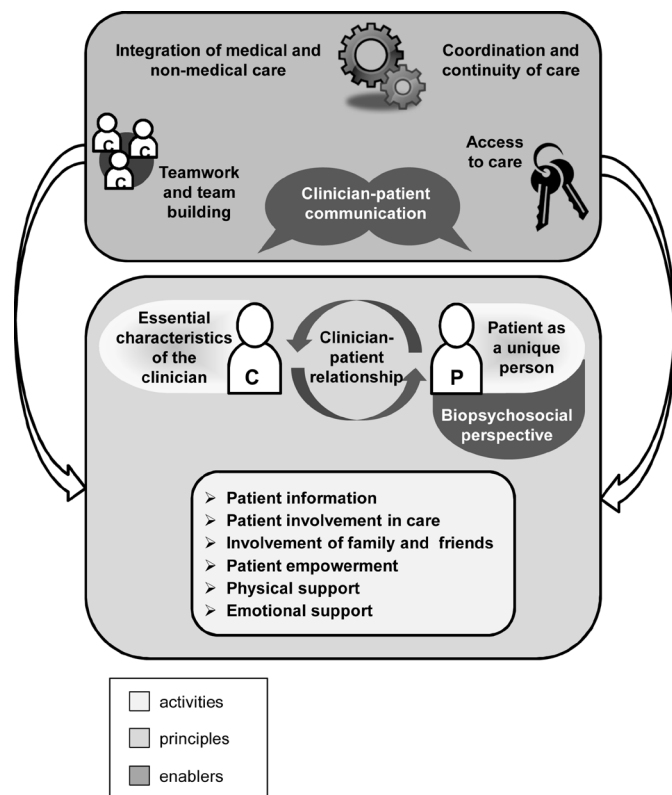 Integration of medical and
non-medical care
Coordination and
continuity of care
C
C
C
Teamwork
and team
building
Clinician-patient
communication
Access
to care
Essential
characteristics
of the
clinician
C
Clinician-
patient
relationship
P
Patient as
a unique
person
Biopsychosocial
perspective
➢ Patient information
➢ Patient involvement in care
➢ Involvement of family and friends
➢ Patient empowerment
➢ Physical support
➢ Emotional support
activities
principles
enablers